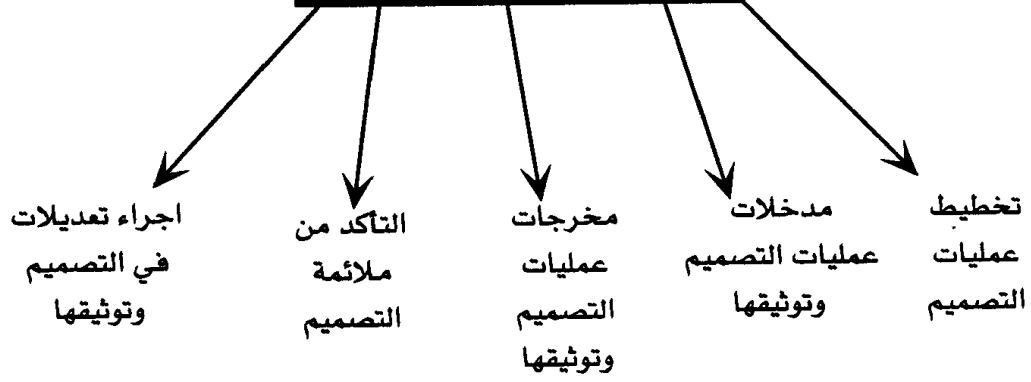 تخطيط
عمليات
التصميم
مدخلات
عمليات التصميم
وتوثيقها
مخرجات
عمليات
التصميم
وتوثيقها
التأكد من
ملائمة
التصميم
اجراء تعديلات
في التصميم
وتوثيقها